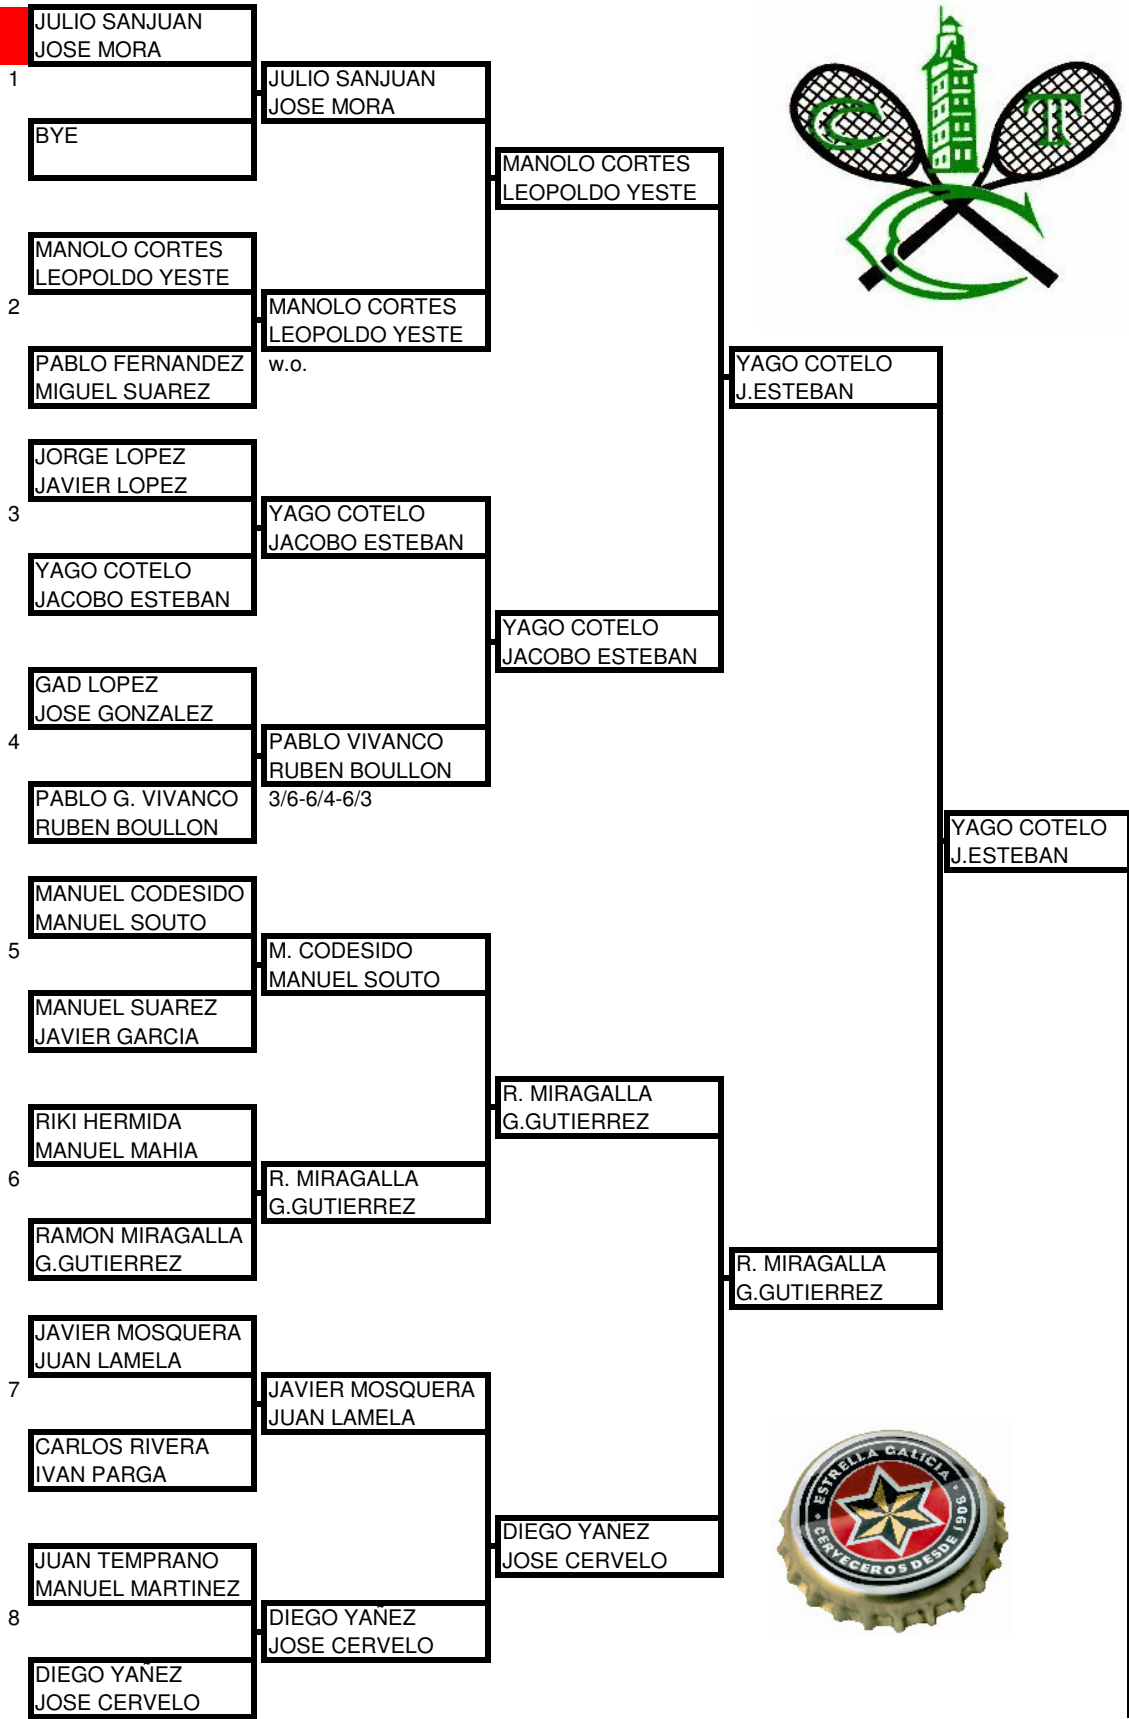 JULIO SANJUAN
JOSE MORA
1
BYE
MANOLO CORTES
LEOPOLDO YESTE
2
PABLO FERNANDEZ
MIGUEL SUAREZ
JORGE LOPEZ
JAVIER LOPEZ
3
YAGO COTELO
JACOBO ESTEBAN
GAD LOPEZ
JOSE GONZALEZ
4
PABLO G. VIVANCO
RUBEN BOULLON
MANUEL CODESIDO
MANUEL SOUTO
5
MANUEL SUAREZ
JAVIER GARCIA
RIKI HERMIDA
MANUEL MAHIA
6
RAMON MIRAGALLA
G.GUTIERREZ
JAVIER MOSQUERA
JUAN LAMELA
7
CARLOS RIVERA
IVAN PARGA
JUAN TEMPRANO
MANUEL MARTINEZ
8
DIEGO YAÑEZ
JOSE CERVELO
JULIO SANJUAN
JOSE MORA
MANOLO CORTES
LEOPOLDO YESTE
w.o.
YAGO COTELO
JACOBO ESTEBAN
PABLO VIVANCO
RUBEN BOULLON
3/6-6/4-6/3
M. CODESIDO
MANUEL SOUTO
R. MIRAGALLA
G.GUTIERREZ
JAVIER MOSQUERA
JUAN LAMELA
DIEGO YAÑEZ
JOSE CERVELO
MANOLO CORTES
LEOPOLDO YESTE
YAGO COTELO
JACOBO ESTEBAN
R. MIRAGALLA
G.GUTIERREZ
DIEGO YAÑEZ
JOSE CERVELO
YAGO COTELO
J.ESTEBAN
R. MIRAGALLA
G.GUTIERREZ
YAGO COTELO
J.ESTEBAN
C T
C
ESTRELLA GALICIA
CERVECEROS DESDE 1906